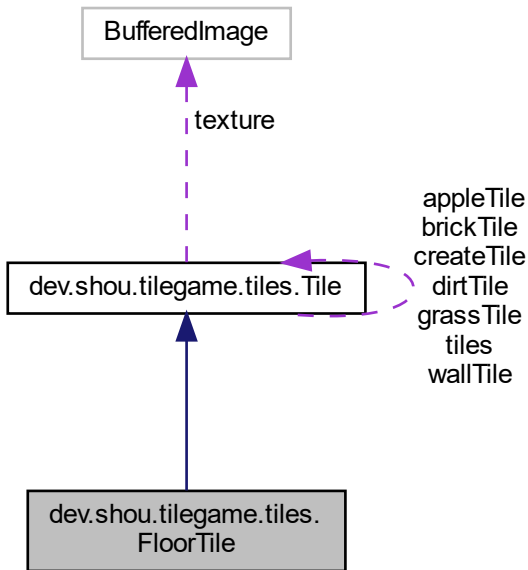 BufferedImage
texture
appleTile
brickTile
createTile
dirtTile
grassTile
tiles
wallTile
dev.shou.tilegame.tiles.Tile
dev.shou.tilegame.tiles.
FloorTile